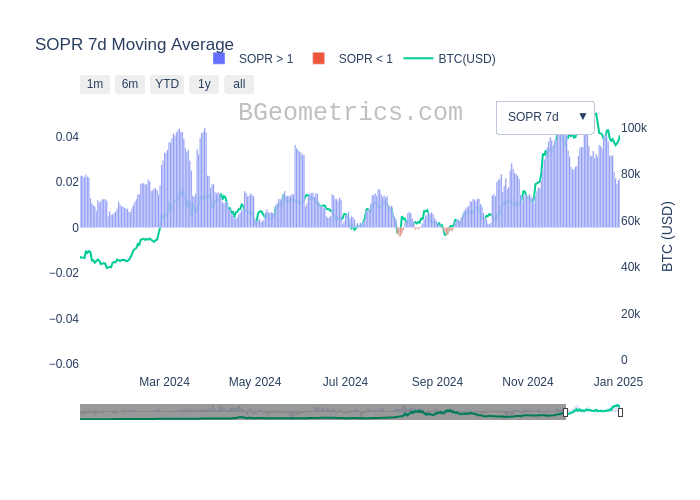 SOPR 7d Moving Average
SOPR > 1
SOPR < 1
BTC(USD)
1m
6m
YTD
1y
all
BGeometrics.com
SOPR 7d ▼
0.04
0.02
0
−0.02
−0.04
−0.06
100k
80k
60k
40k
20k
0
BTC (USD)
Mar 2024
May 2024
Jul 2024
Sep 2024
Nov 2024
Jan 2025